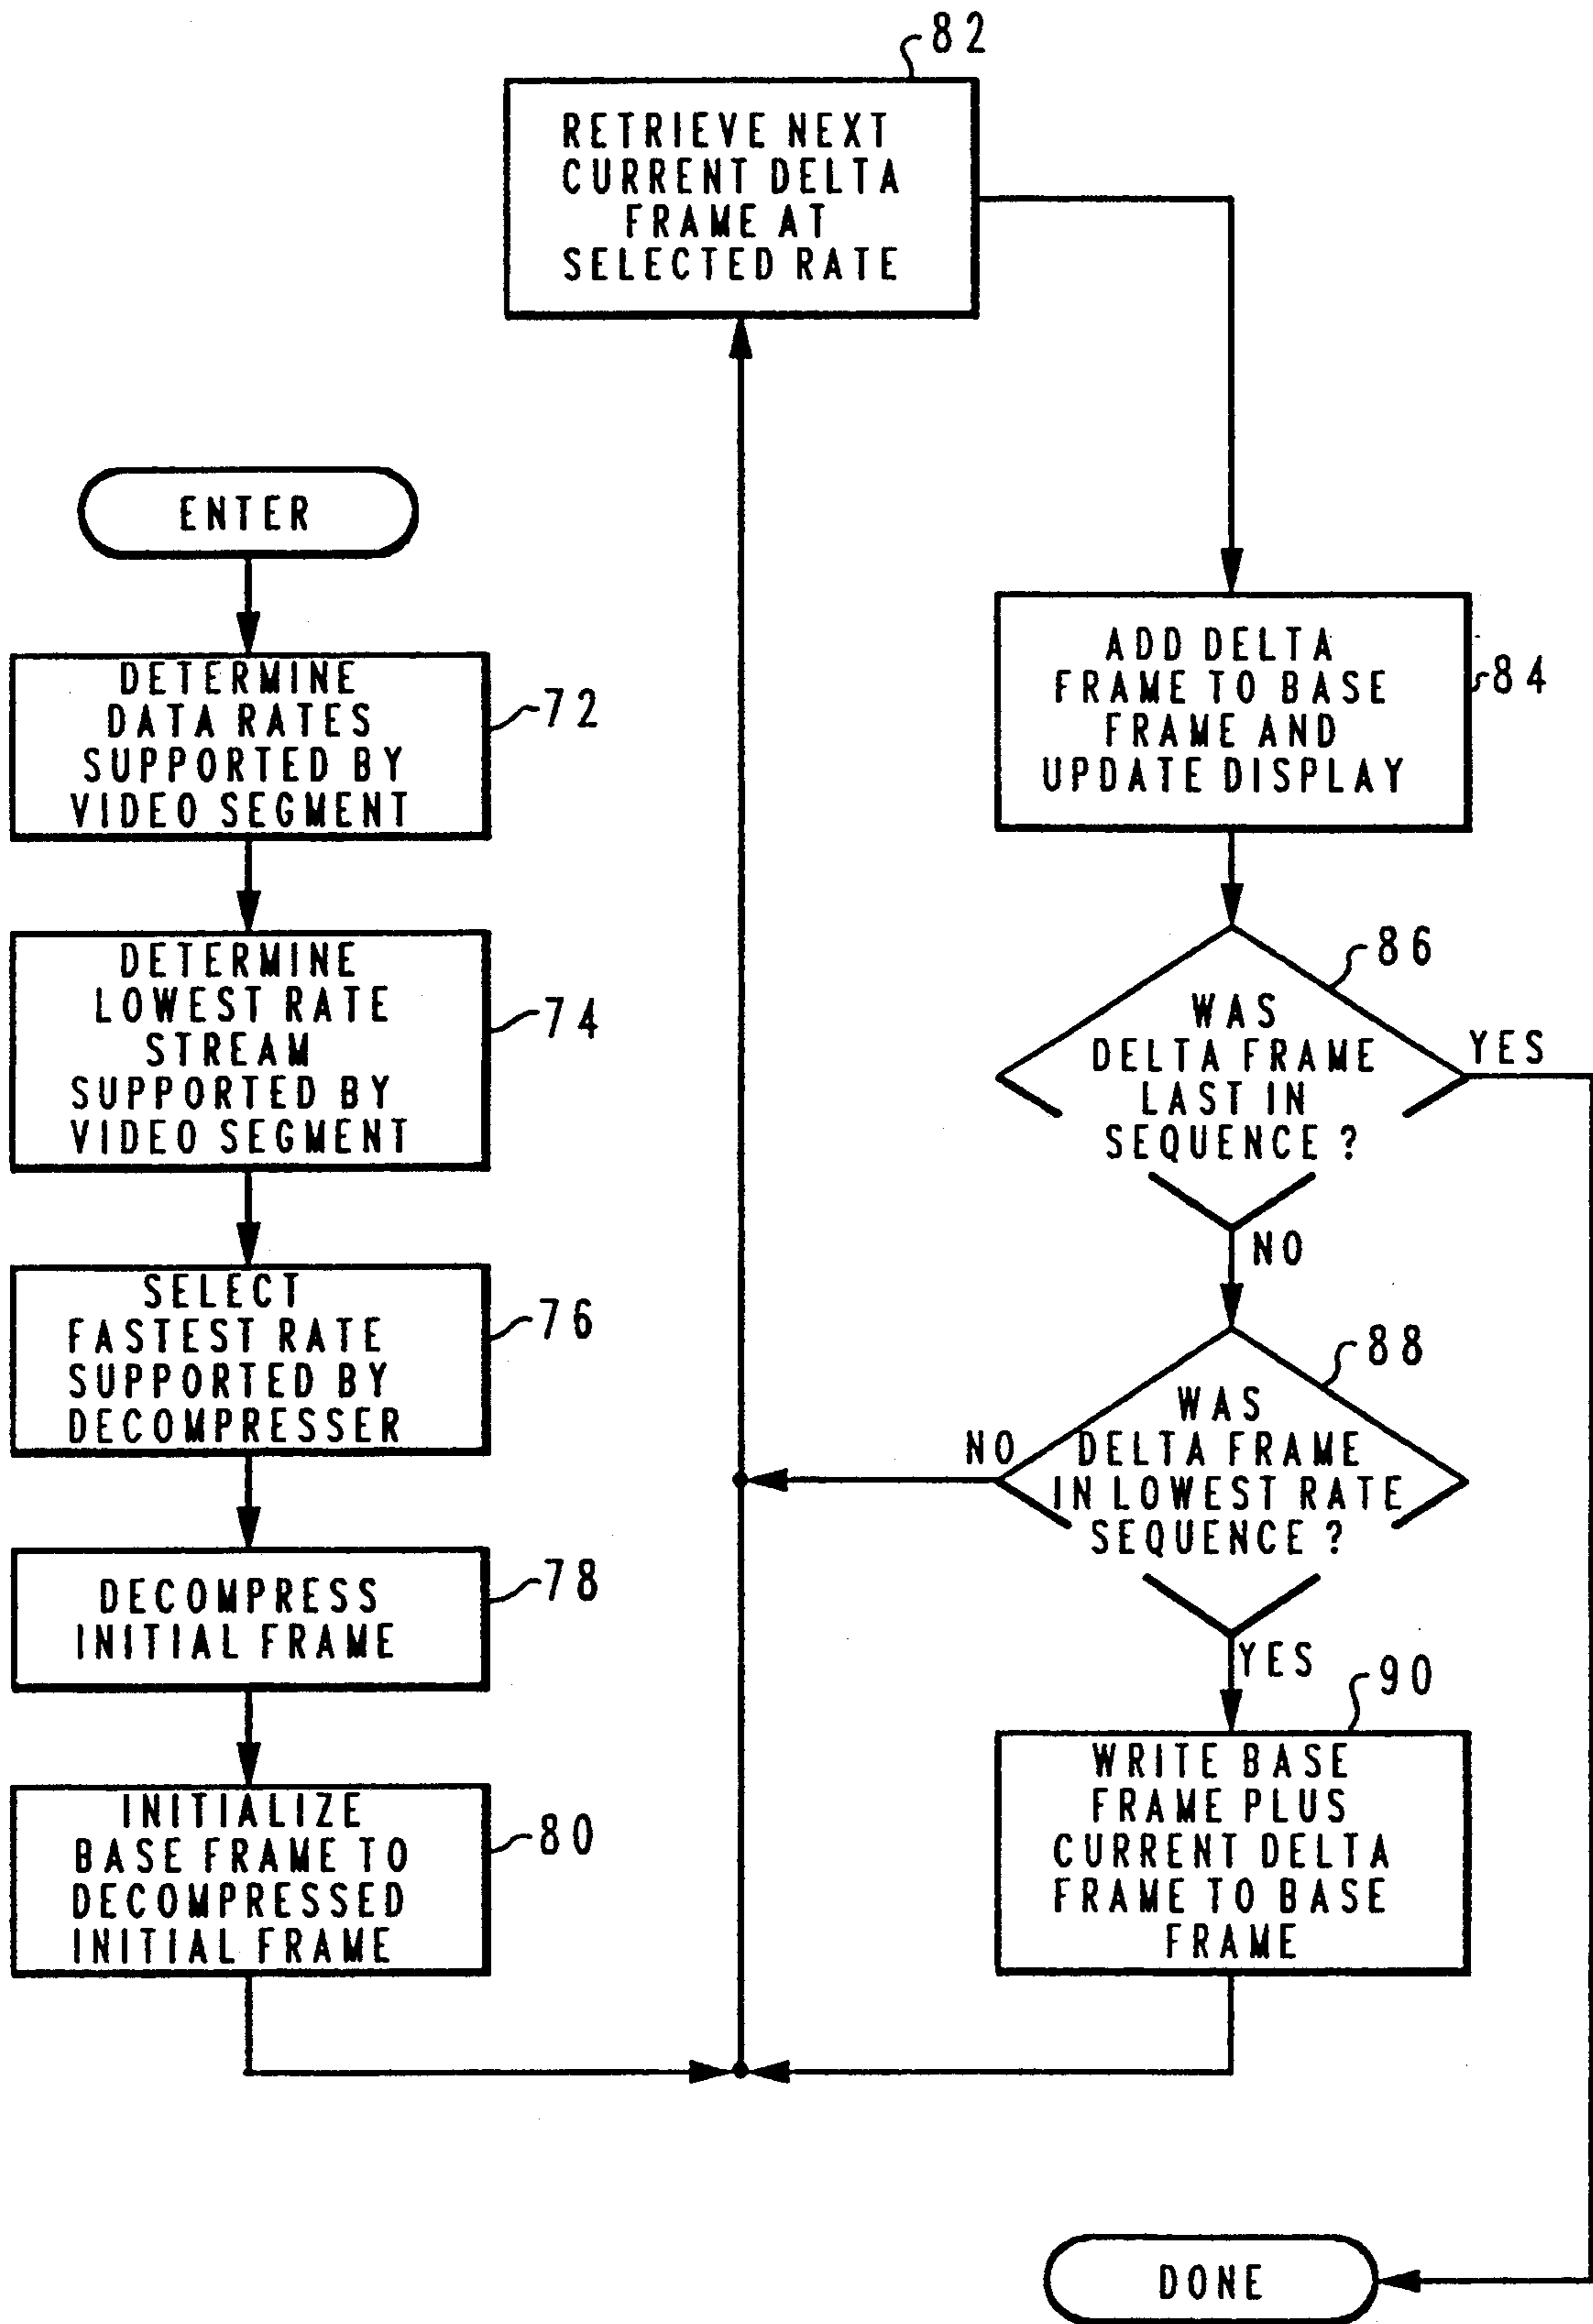 ENTER
DETERMINE
DATA RATES
SUPPORTED BY
VIDEO SEGMENT
72
DETERMINE
LOWEST RATE
STREAM
SUPPORTED BY
VIDEO SEGMENT
74
SELECT
FASTEST RATE
SUPPORTED BY
DECOMPRESSER
76
DECOMPRESS
INITIAL FRAME
78
INITIALIZE
BASE FRAME TO
DECOMPRESSED
INITIAL FRAME
80
82
RETRIEVE NEXT
CURRENT DELTA
FRAME AT
SELECTED RATE
ADD DELTA
FRAME TO BASE
FRAME AND
UPDATE DISPLAY
84
86
WAS
DELTA FRAME
LAST IN
SEQUENCE ?
YES
NO
88
WAS
DELTA FRAME
IN LOWEST RATE
SEQUENCE ?
NO
YES
90
WRITE BASE
FRAME PLUS
CURRENT DELTA
FRAME TO BASE
FRAME
DONE